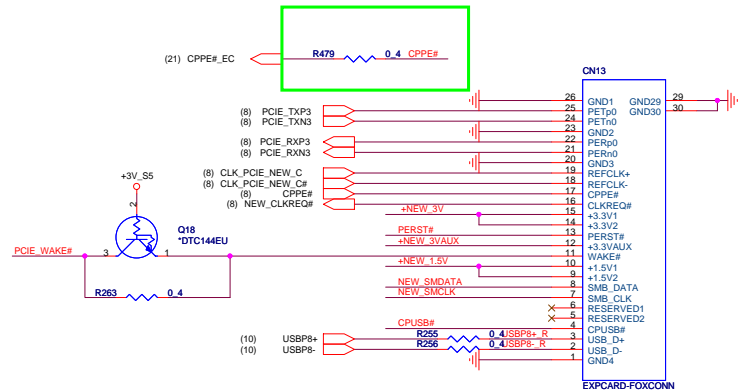 (21) CPPE#_EC R479 0_4 CPPE#
CN13
26 GND1 GND29 29
25 PETp0 GND30 30
(8) PCIE_TXP3
(8) PCIE_TXN3 24 PETn0
23 GND2
(8) PCIE_RXP3 22 PERp0
(8) PCIE_RXN3 21 PERn0
20 GND3
(8) CLK_PCIE_NEW_C 19 REFCLK+
(8) CLK_PCIE_NEW_C# 18 REFCLK-
(8) CPPE# 17 CPPE#
(8) NEW_CLKREQ# 16 CLKREQ#
+NEW_3V 15 +3.3V1
14 +3.3V2
PERST# 13 PERST#
+NEW_3VAUX 12 +3.3VAUX
11 WAKE#
+NEW_1.5V 10 +1.5V1
9 +1.5V2
NEW_SMDATA 8 SMB_DATA
NEW_SMCLK 7 SMB_CLK
6 RESERVED1
5 RESERVED2
CPUSB# 4 CPUSB#
(10) USBP8+ R255 0_4 USBP8+_R 3 USB_D+
(10) USBP8- R256 0_4 USBP8-_R 2 USB_D-
1 GND4
EXPCARD-FOXCONN
+3V_S5
2
Q18
*DTC144EU
PCIE_WAKE# 3 1
R263 0_4